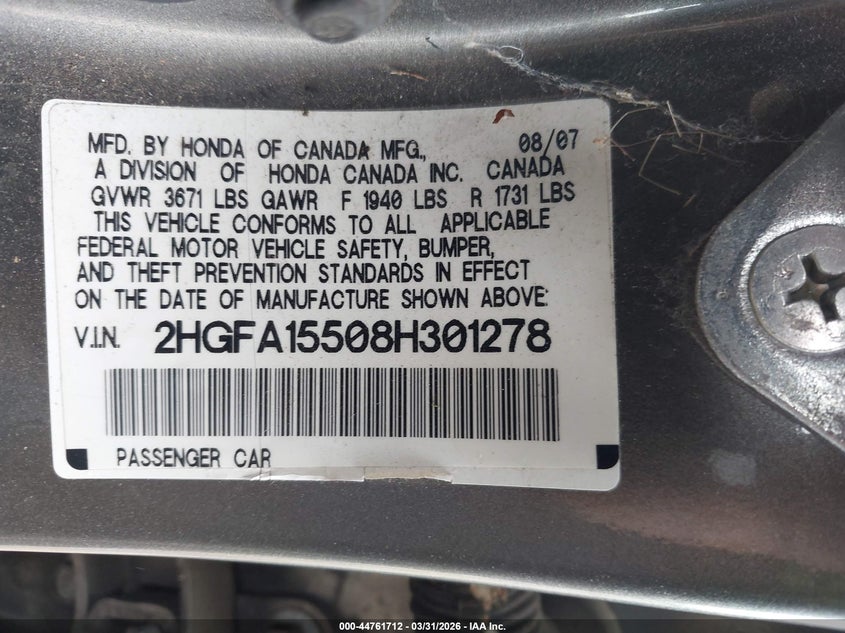 MFD. BY HONDA OF CANADA MFG., 08/07
A DIVISION OF HONDA CANADA INC. CANADA
GVWR 3671 LBS GAWR F 1940 LBS R 1731 LBS
THIS VEHICLE CONFORMS TO ALL APPLICABLE
FEDERAL MOTOR VEHICLE SAFETY, BUMPER,
AND THEFT PREVENTION STANDARDS IN EFFECT
ON THE DATE OF MANUFACTURE SHOWN ABOVE:
V.I.N. 2HGFA15508H301278
PASSENGER CAR
000-44761712 - 03/31/2026 - IAA Inc.